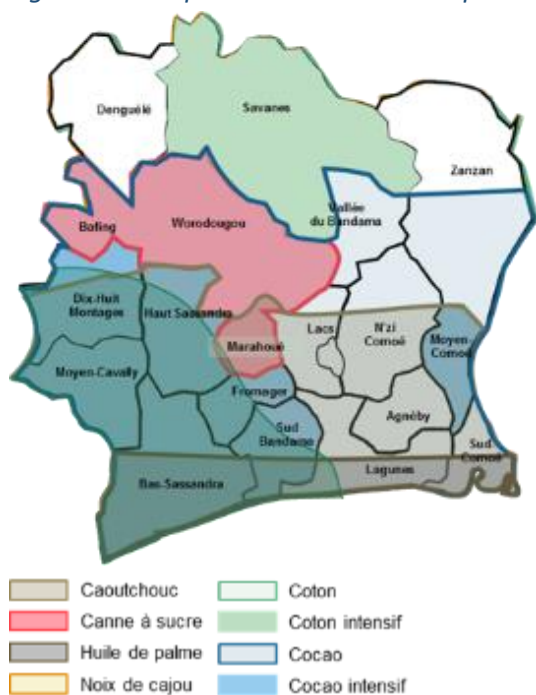 Denguélé
Savanes
Zanzan
Vallée
du Bandama
Bafing
Worodougou
Dix-Huit
Montagnes
Haut Sassandra
Marahoué
Lacs
N'zi
Comoé
Moyen-
Comoé
Moyen-Cavally
Fromager
Agnéby
Sud
Bandama
Sud
Comoé
Lagunes
Bas-Sassandra
Caoutchouc
Coton
Canne à sucre
Coton intensif
Huile de palme
Cocao
Noix de cajou
Cocao intensif